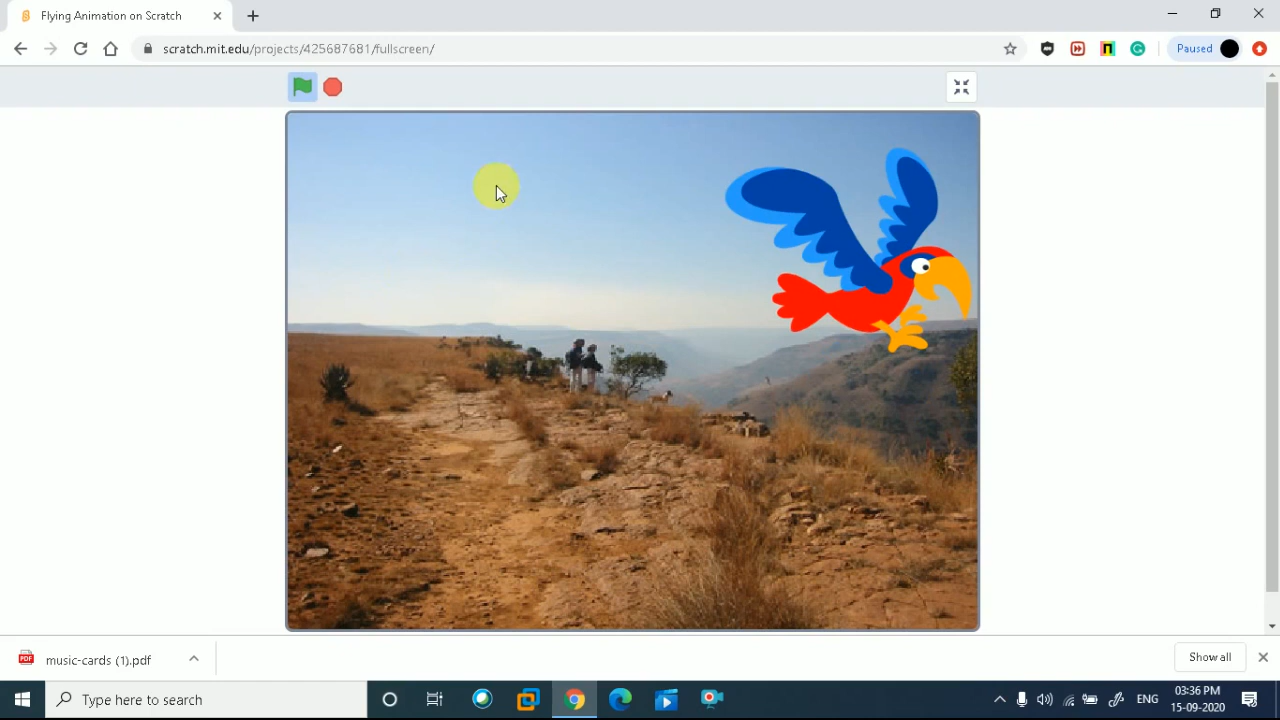 Flying Animation on Scratch
scratch.mit.edu/projects/425687681/fullscreen/
Paused
music-cards (1).pdf
Show all
Type here to search
ENG
03:36 PM
15-09-2020